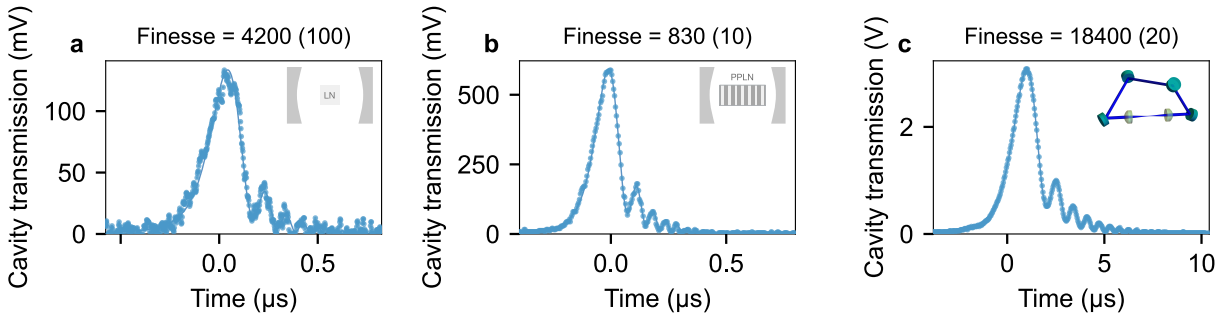 a
Finesse = 4200 (100)
Cavity transmission (mV)
100
50
0
LN
0.0
0.5
Time (µs)
b
Finesse = 830 (10)
Cavity transmission (mV)
500
250
0
PPLN
0.0
0.5
Time (µs)
c
Finesse = 18400 (20)
Cavity transmission (V)
2
0
0
5
10
Time (µs)